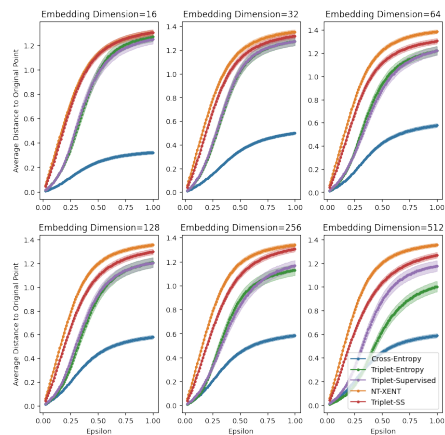 Embedding Dimension=16
Embedding Dimension=32
Embedding Dimension=64
Average Distance to Original Point
1.2
1.0
0.8
0.6
0.4
0.2
0.0
0.00 0.25 0.50 0.75 1.00
1.4
1.2
1.0
0.8
0.6
0.4
0.2
0.0
0.00 0.25 0.50 0.75 1.00
1.4
1.2
1.0
0.8
0.6
0.4
0.2
0.0
0.00 0.25 0.50 0.75 1.00
Embedding Dimension=128
Embedding Dimension=256
Embedding Dimension=512
Average Distance to Original Point
1.4
1.2
1.0
0.8
0.6
0.4
0.2
0.0
0.00 0.25 0.50 0.75 1.00
Epsilon
1.4
1.2
1.0
0.8
0.6
0.4
0.2
0.0
0.00 0.25 0.50 0.75 1.00
Epsilon
1.4
1.2
1.0
0.8
0.6
0.4
0.2
0.0
Cross-Entropy
Triplet-Entropy
Triplet-Supervised
NT-XENT
Triplet-SS
0.00 0.25 0.50 0.75 1.00
Epsilon